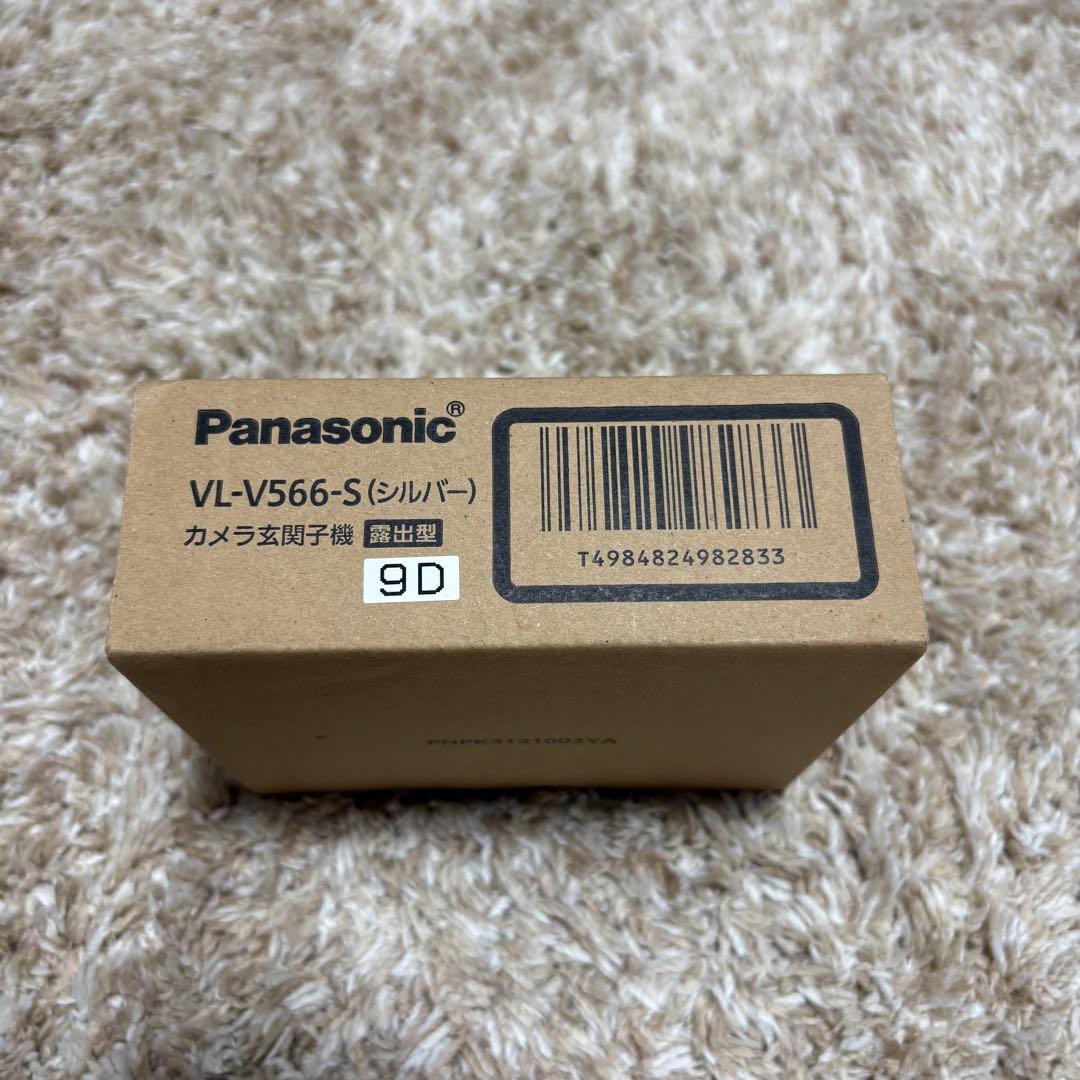 Panasonic®
VL-V566-S(シルバー)
カメラ玄関子機 露出型
9D
T4984824982833
PNPK3131002YA